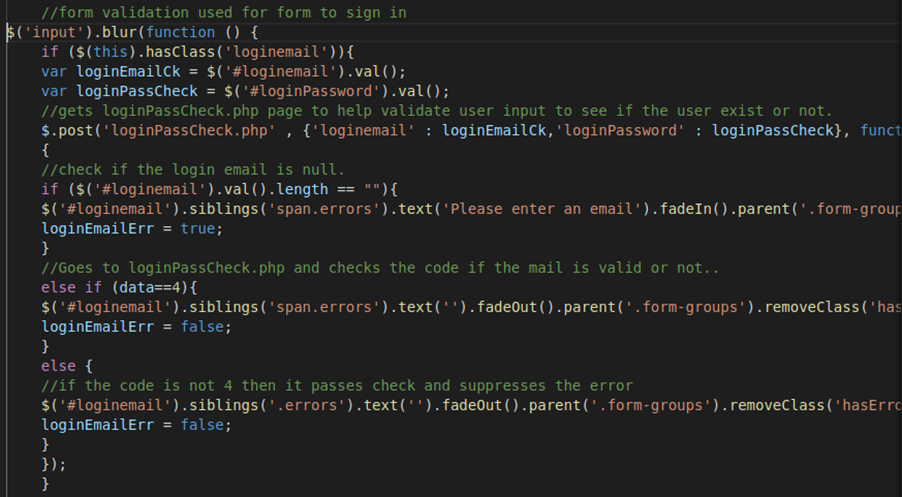 //form validation used for form to sign in
$('input').blur(function () {
if ($(this).hasClass('loginemail')){
var loginEmailCk = $('#loginemail').val();
var loginPassCheck = $('#loginPassword').val();
//gets loginPassCheck.php page to help validate user input to see if the user exist or not.
$.post('loginPassCheck.php' , {'loginemail' : loginEmailCk,'loginPassword' : loginPassCheck}, funct
{
//check if the login email is null.
if ($('#loginemail').val().length == ""){
$('#loginemail').siblings('span.errors').text('Please enter an email').fadeIn().parent('.form-group
loginEmailErr = true;
}
//Goes to loginPassCheck.php and checks the code if the mail is valid or not..
else if (data==4){
$('#loginemail').siblings('span.errors').text('').fadeOut().parent('.form-groups').removeClass('has
loginEmailErr = false;
}
else {
//if the code is not 4 then it passes check and suppresses the error
$('#loginemail').siblings('.errors').text('').fadeOut().parent('.form-groups').removeClass('hasErro
loginEmailErr = false;
}
});
}